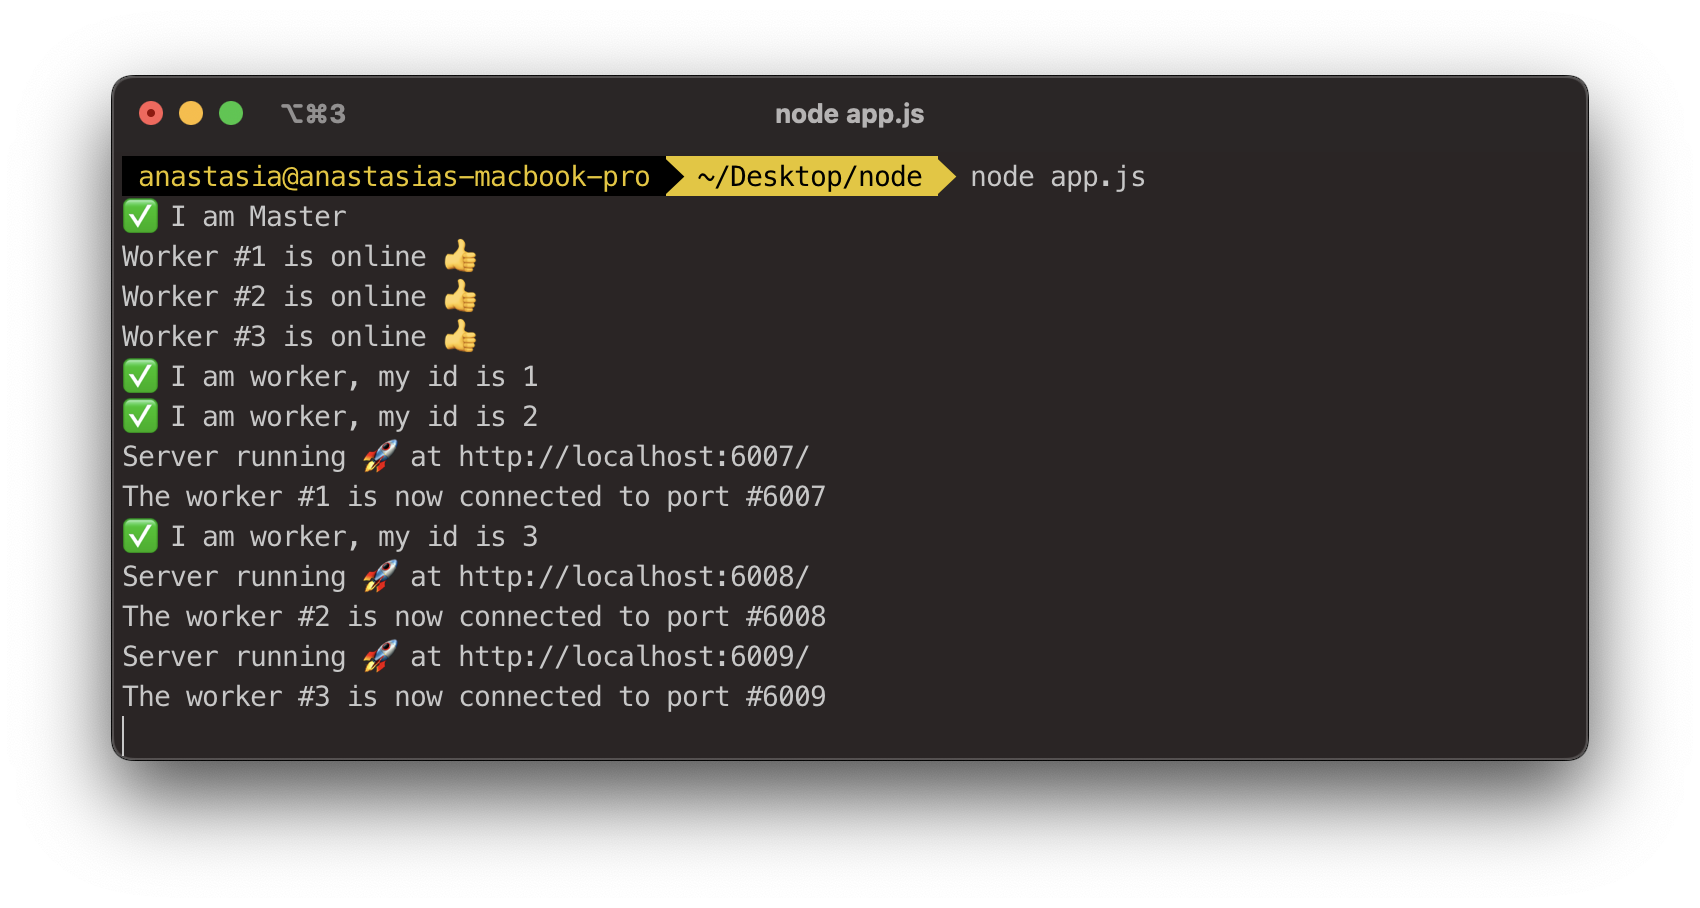 ⌥⌘3 node app.js
anastasia@anastasias-macbook-pro ~/Desktop/node node app.js
✅ I am Master
Worker #1 is online 👍
Worker #2 is online 👍
Worker #3 is online 👍
✅ I am worker, my id is 1
✅ I am worker, my id is 2
Server running 🚀 at http://localhost:6007/
The worker #1 is now connected to port #6007
✅ I am worker, my id is 3
Server running 🚀 at http://localhost:6008/
The worker #2 is now connected to port #6008
Server running 🚀 at http://localhost:6009/
The worker #3 is now connected to port #6009